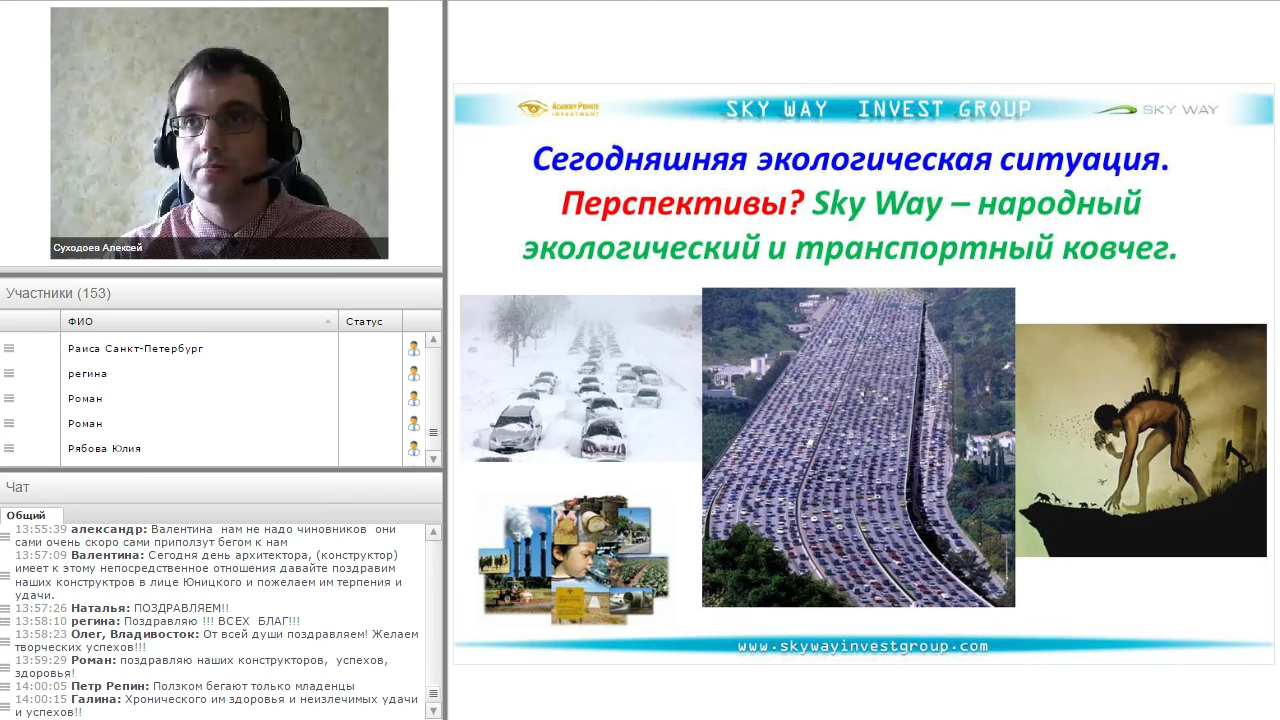 Суходоев Алексей
Участники (153)
ФИО Статус
Раиса Санкт-Петербург
регина
Роман
Роман
Рябова Юлия
Чат
Общий
13:55:39 александр: Валентина нам не надо чиновников они
сами очень скоро сами приползут бегом к нам
13:57:09 Валентина: Сегодня день архитектора, (конструктор)
имеет к этому непосредственное отношения давайте поздравим
наших конструктров в лице Юницкого и пожелаем им терпения и
удачи.
13:57:26 Наталья: ПОЗДРАВЛЯЕМ!!
13:58:10 регина: Поздравляю !!! ВСЕХ БЛАГ!!!
13:58:23 Олег, Владивосток: От всей души поздравляем! Желаем
творческих успехов!!!
13:59:29 Роман: поздравляю наших конструкторов, успехов,
здоровья!
14:00:05 Петр Репин: Ползком бегают только младенцы
14:00:15 Галина: Хронического им здоровья и неизлечимых удачи
и успехов!!
ACADEMY PRIVATE
INVESTMENT
SKY WAY INVEST GROUP
SKY WAY
Сегодняшняя экологическая ситуация.
Перспективы? Sky Way – народный
экологический и транспортный ковчег.
www.skywayinvestgroup.com